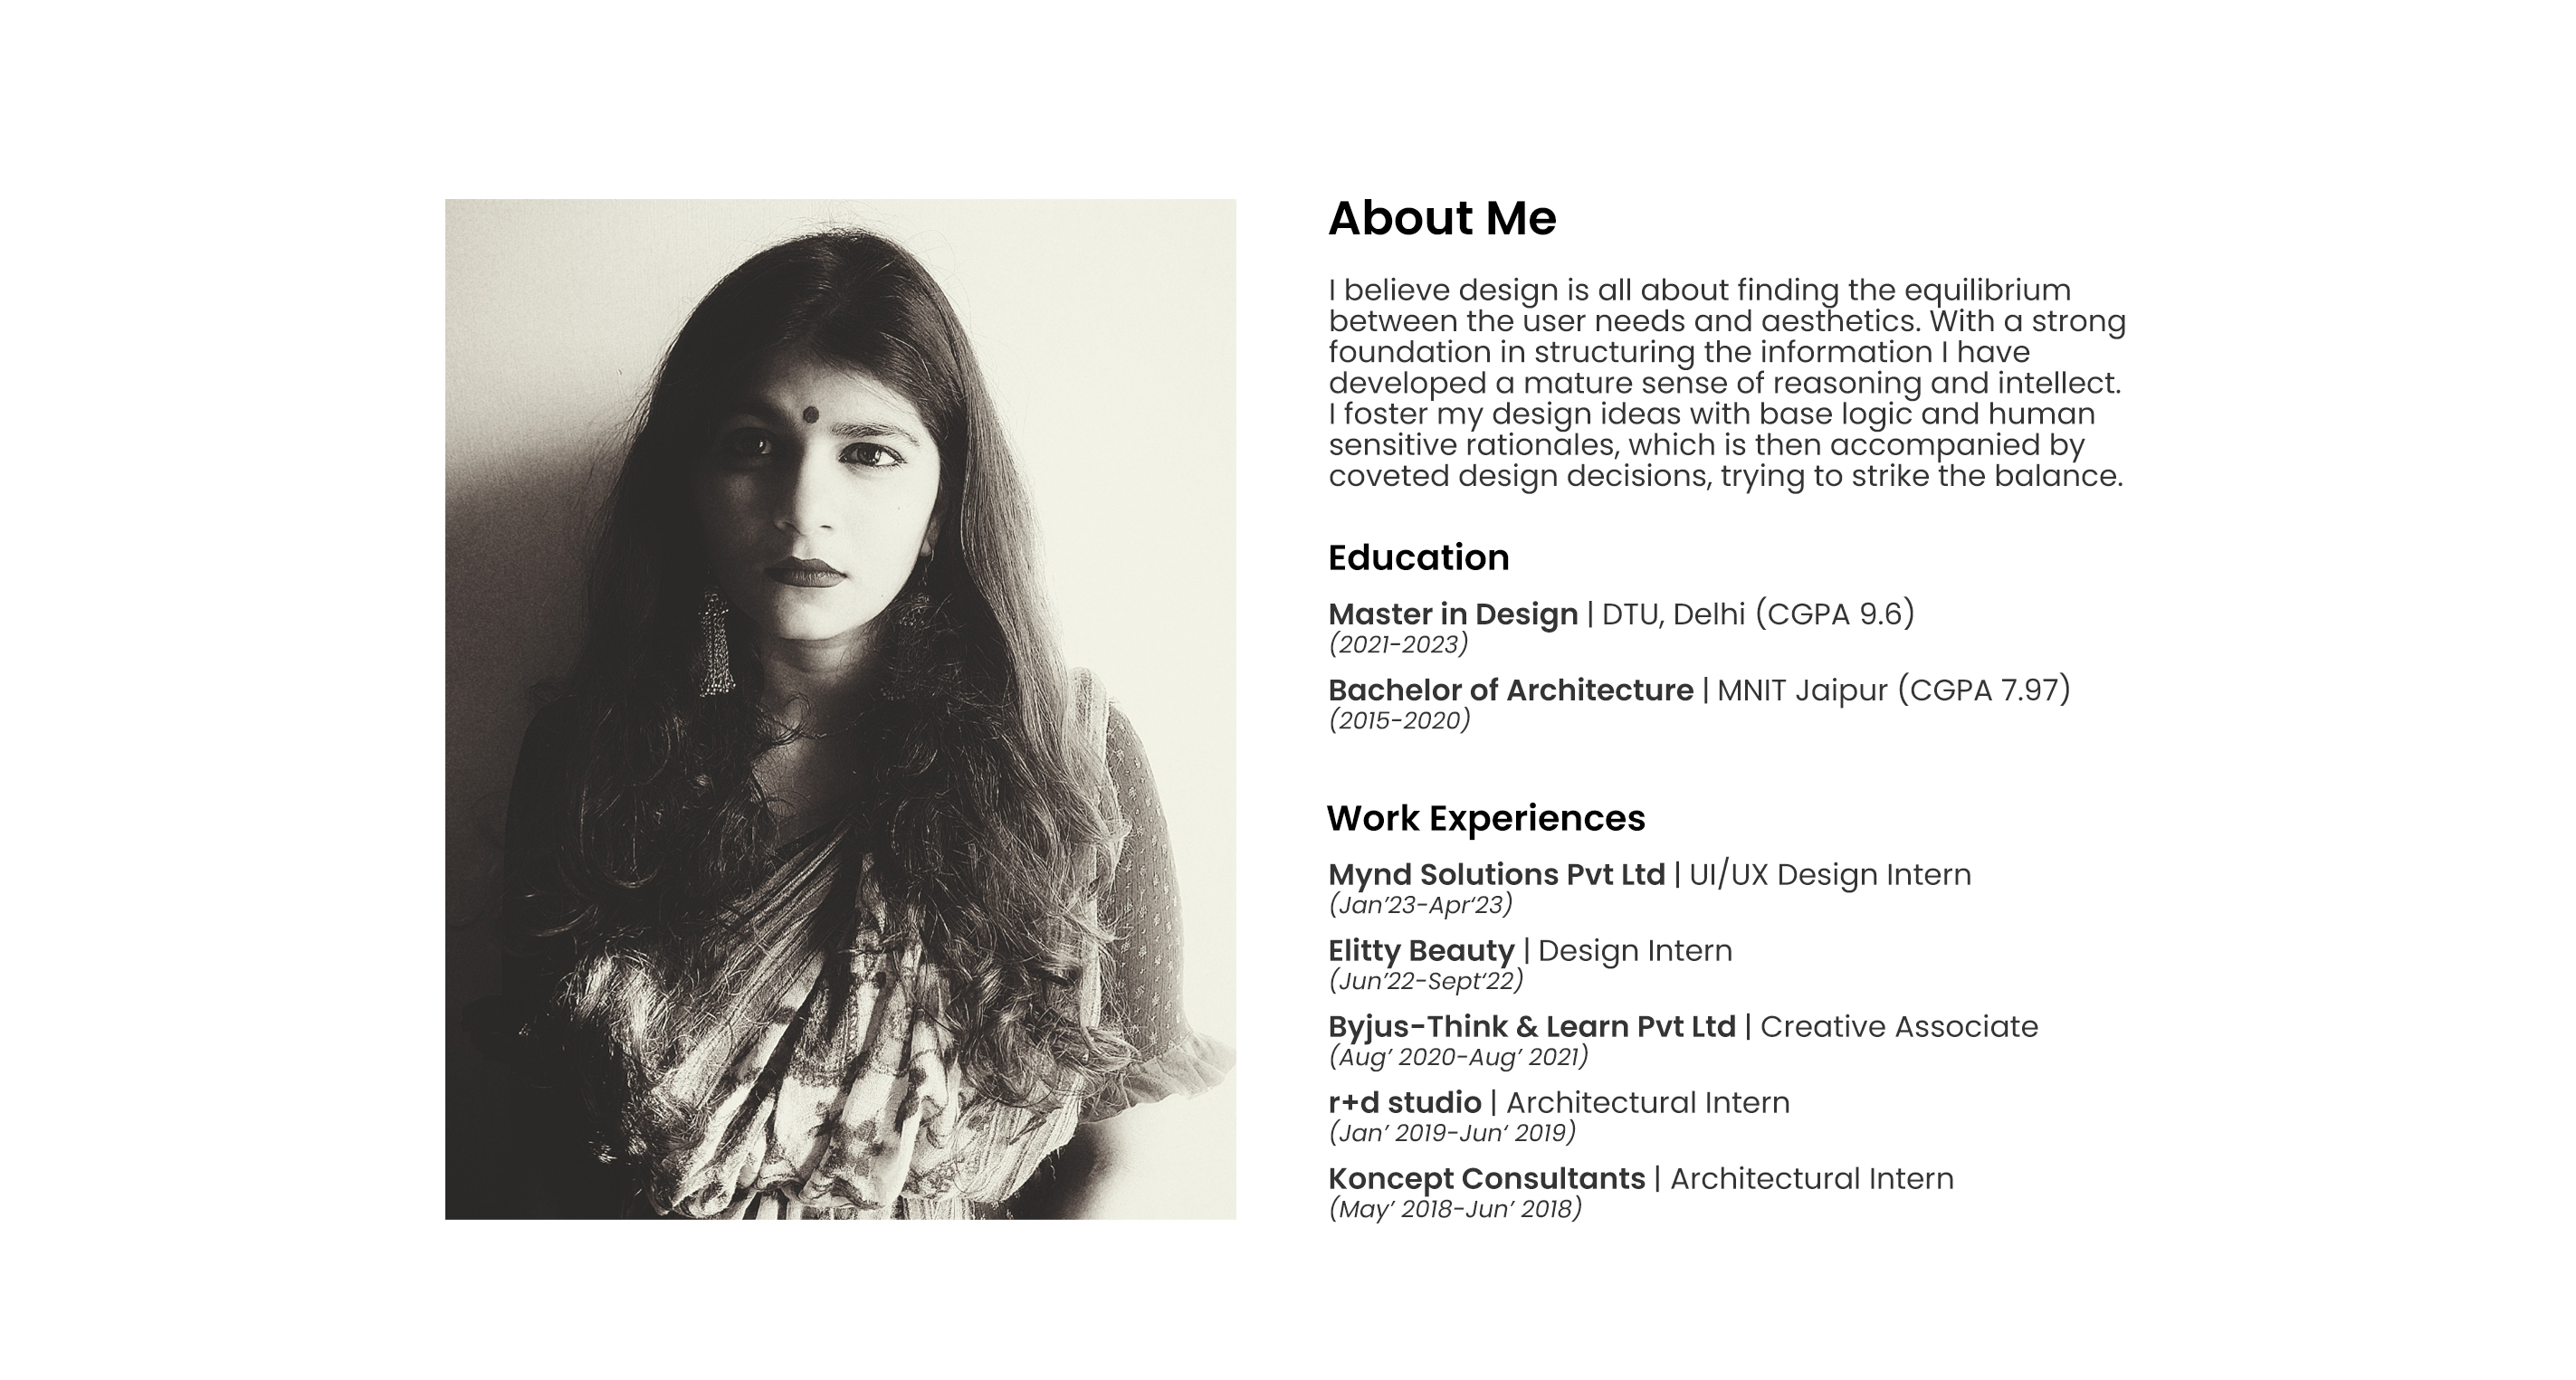 About Me
I believe design is all about finding the equilibrium
between the user needs and aesthetics. With a strong
foundation in structuring the information I have
developed a mature sense of reasoning and intellect.
I foster my design ideas with base logic and human
sensitive rationales, which is then accompanied by
coveted design decisions, trying to strike the balance.
Education
Master in Design | DTU, Delhi (CGPA 9.6)
(2021-2023)
Bachelor of Architecture | MNIT Jaipur (CGPA 7.97)
(2015-2020)
Work Experiences
Mynd Solutions Pvt Ltd | UI/UX Design Intern
(Jan’23-Apr‘23)
Elitty Beauty | Design Intern
(Jun’22-Sept‘22)
Byjus-Think & Learn Pvt Ltd | Creative Associate
(Aug’ 2020-Aug’ 2021)
r+d studio | Architectural Intern
(Jan’ 2019-Jun‘ 2019)
Koncept Consultants | Architectural Intern
(May’ 2018-Jun’ 2018)